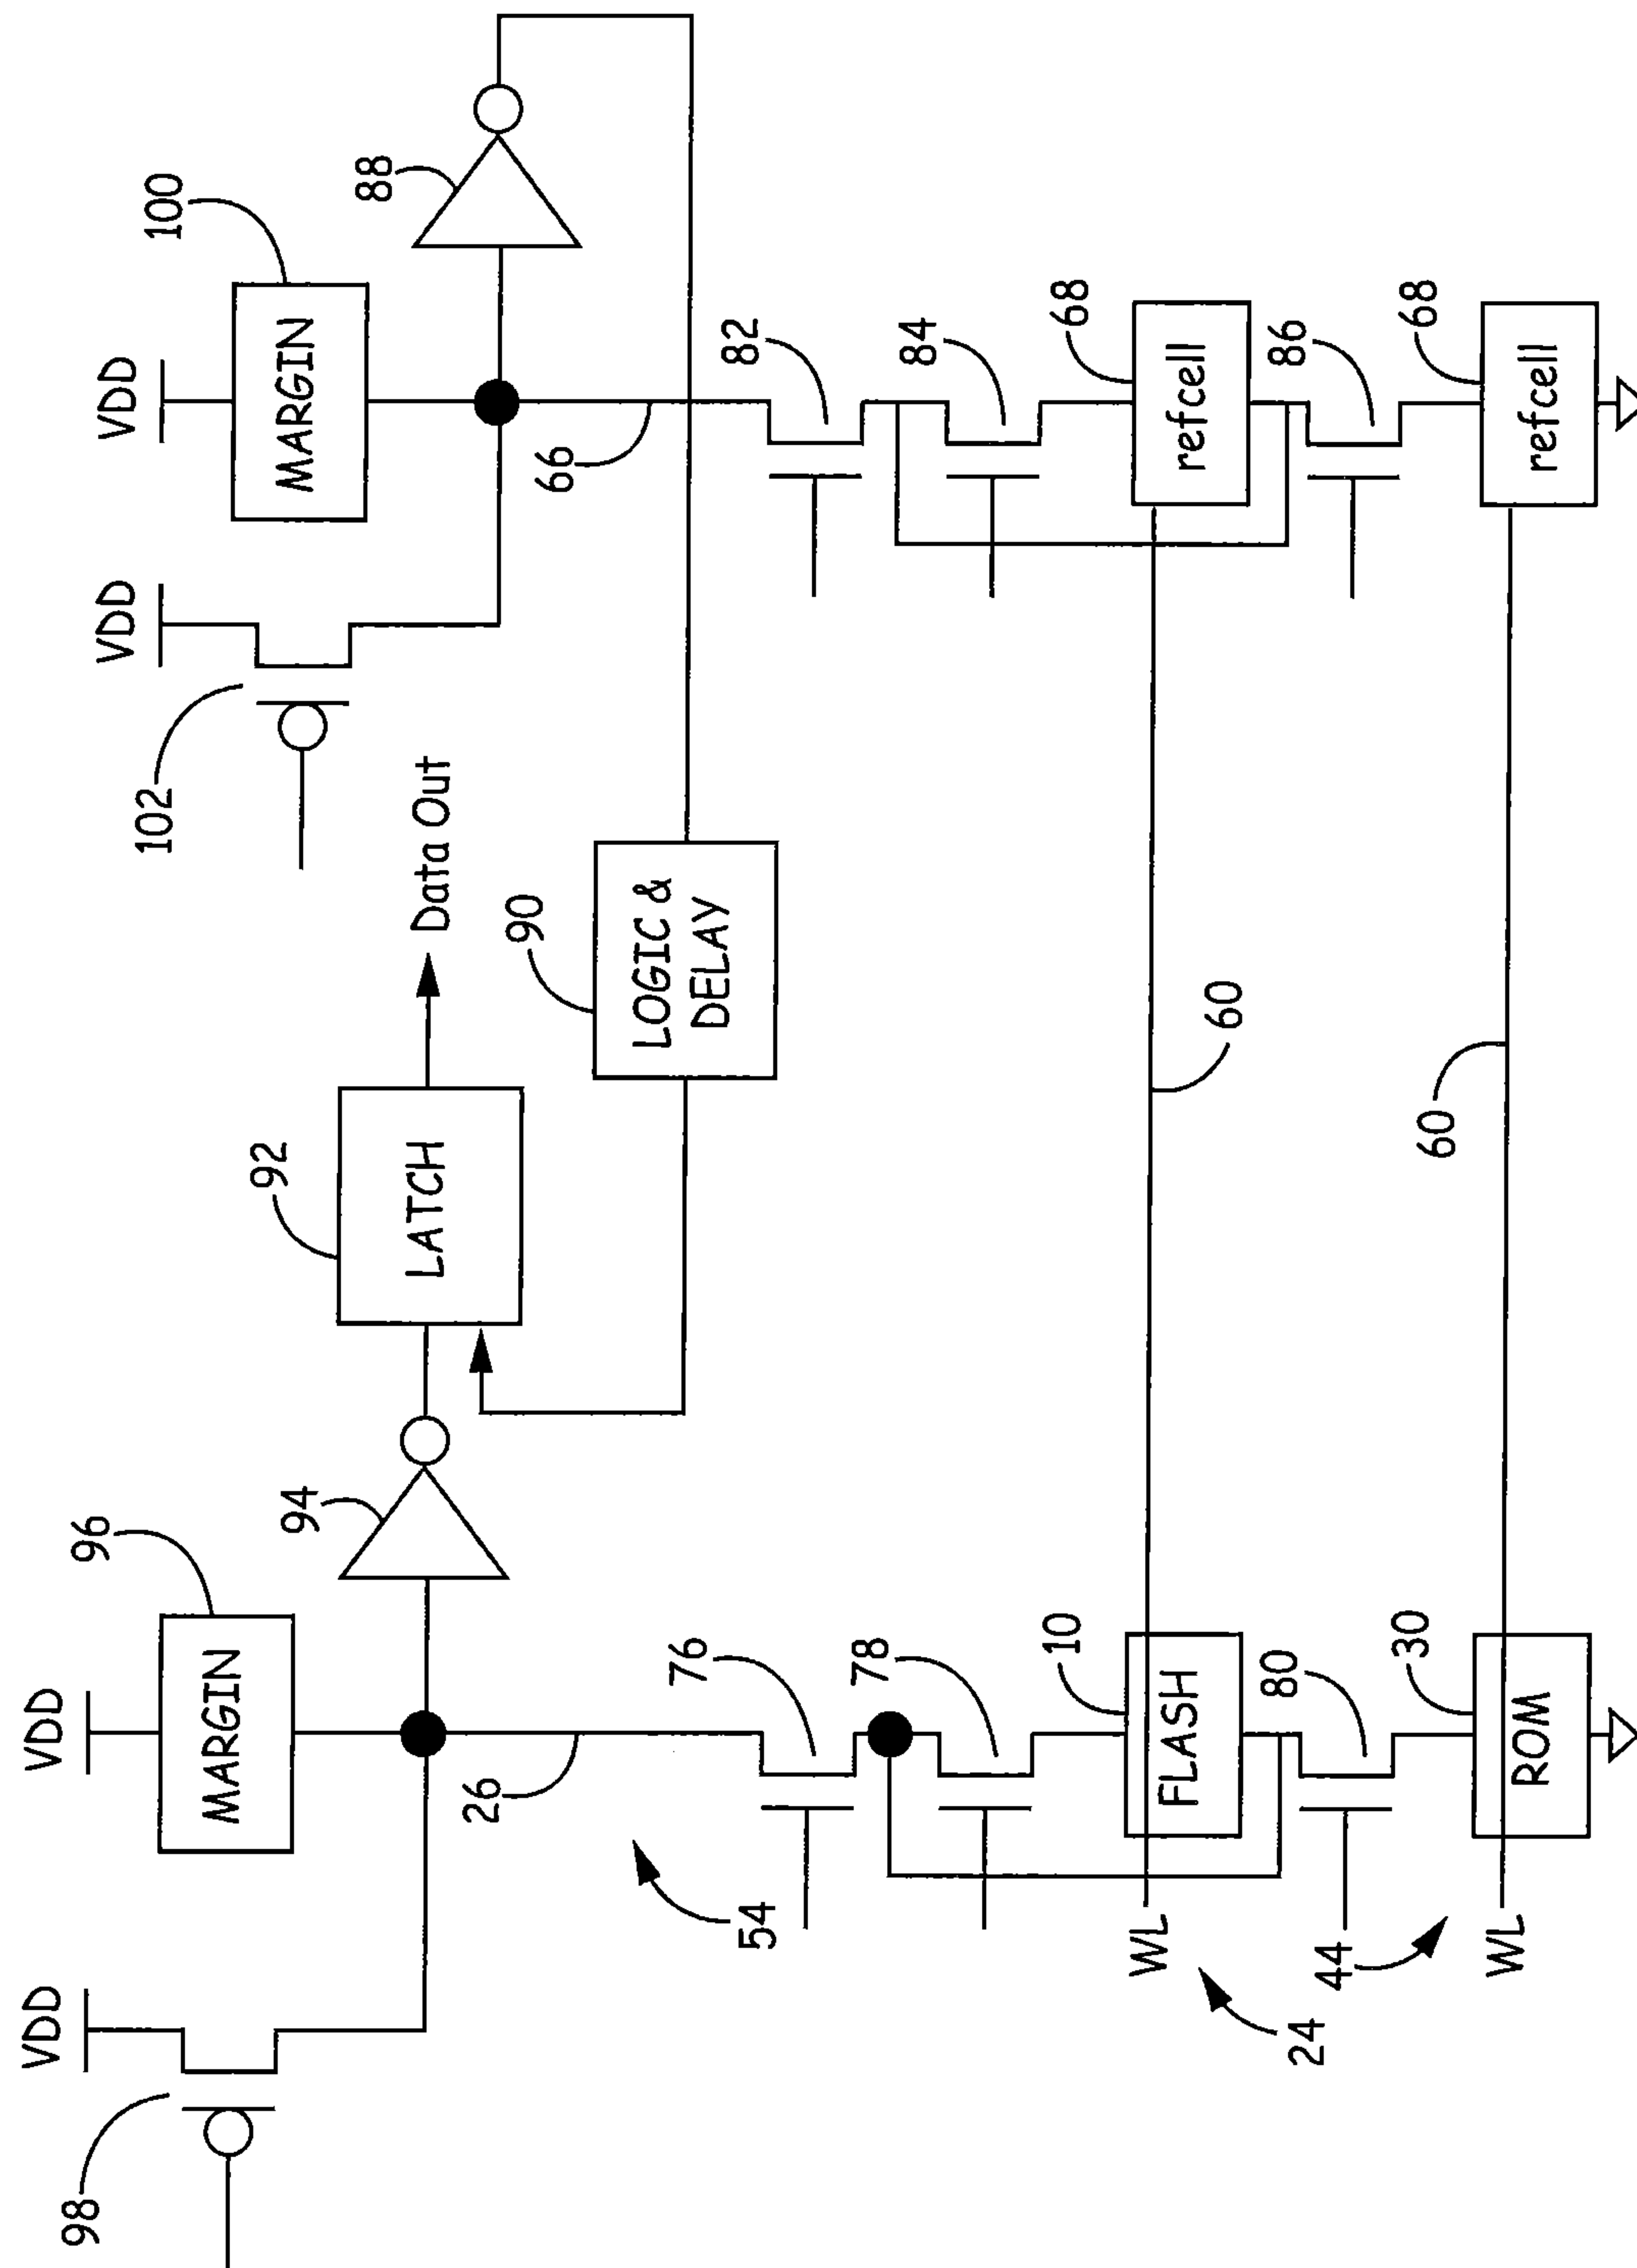 98
VDD
VDD
96
MARGIN
94
92
LATCH
Data Out
102
VDD
VDD
100
MARGIN
88
26
54
90
LOGIC &
DELAY
66
76
78
82
84
10
FLASH
WL
60
68
refcell
24
44
80
86
30
ROM
WL
60
68
refcell